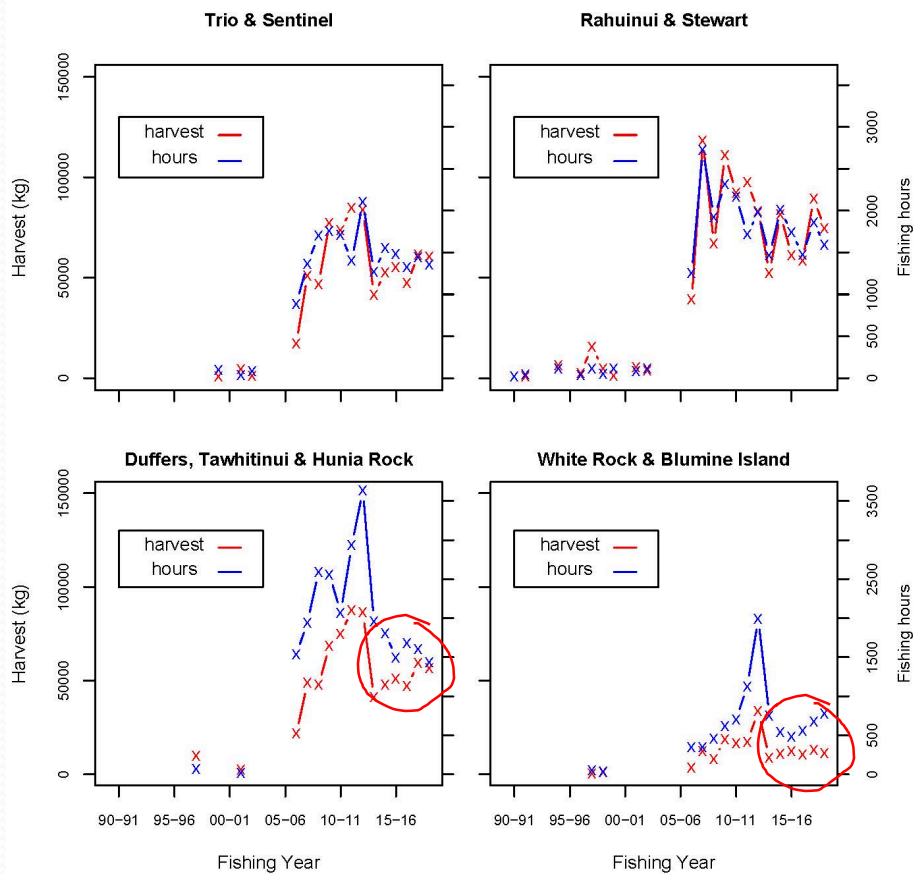 Trio & Sentinel
Rahuinui & Stewart
Harvest (kg)
0
50000
100000
150000
harvest
hours
harvest
hours
0
500
1000
2000
3000
Fishing hours
Duffers, Tawhitinui & Hunia Rock
White Rock & Blumine Island
Harvest (kg)
0
50000
100000
150000
harvest
hours
harvest
hours
0
500
1500
2500
3500
Fishing hours
90−91 95−96 00−01 05−06 10−11 15−16
90−91 95−96 00−01 05−06 10−11 15−16
Fishing Year
Fishing Year